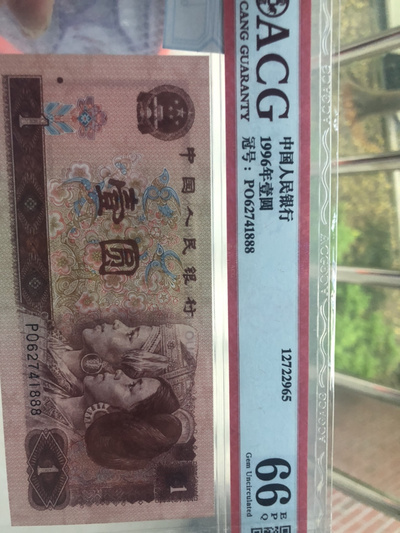 ACG
CANG GUARANTY
中国人民银行
1996年壹圆
冠号：PO62741888
12722965
66 EPQ
Gem Uncirculated
中国人民银行
壹圆
1
PO62741888
1